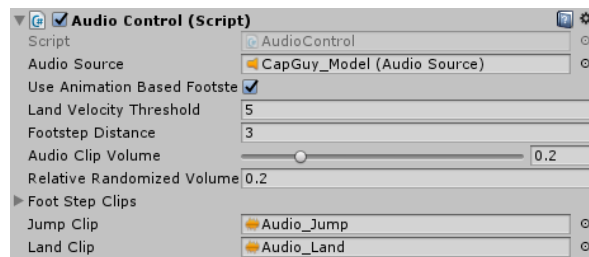 Audio Control (Script)
Script AudioControl
Audio Source CapGuy_Model (Audio Source)
Use Animation Based Footste
Land Velocity Threshold 5
Footstep Distance 3
Audio Clip Volume 0.2
Relative Randomized Volume 0.2
Foot Step Clips
Jump Clip Audio_Jump
Land Clip Audio_Land